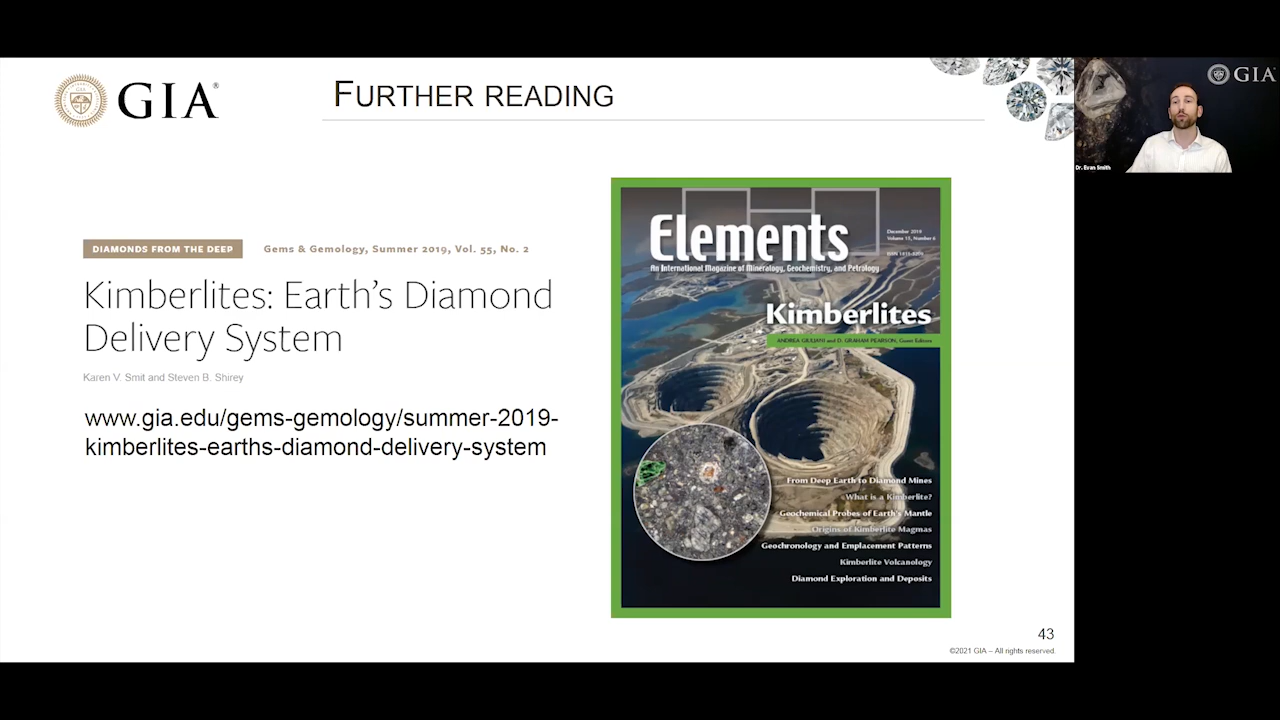 GIA®
FURTHER READING
GIA
Dr. Evan Smith
DIAMONDS FROM THE DEEP
Gems & Gemology, Summer 2019, Vol. 55, No. 2
Kimberlites: Earth's Diamond
Delivery System
Karen V. Smit and Steven B. Shirey
www.gia.edu/gems-gemology/summer-2019-
kimberlites-earths-diamond-delivery-system
Elements
December 2019
Volume 15, Number 6
An International Magazine of Mineralogy, Geochemistry, and Petrology
Kimberlites
ANDREA GIULIANI and D. GRAHAM PEARSON, Guest Editors
From Deep Earth to Diamond Mines
What is a Kimberlite?
Geochemical Probes of Earth's Mantle
Origins of Kimberlite Magmas
Geochronology and Emplacement Patterns
Kimberlite Volcanology
Diamond Exploration and Deposits
43
©2021 GIA – All rights reserved.